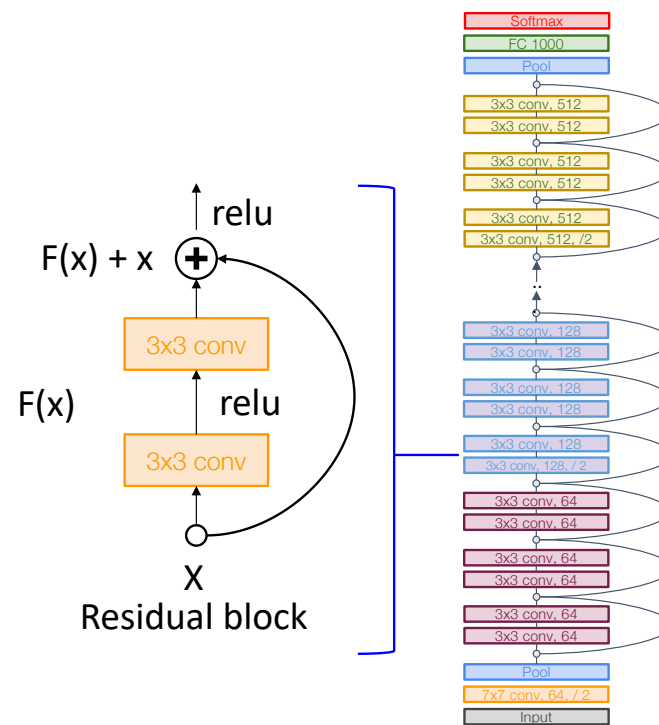 relu
F(x) + x
+
3x3 conv
F(x)
relu
3x3 conv
X
Residual block
Softmax
FC 1000
Pool
3x3 conv, 512
3x3 conv, 512
3x3 conv, 512
3x3 conv, 512
3x3 conv, 512
3x3 conv, 512, /2
..
.
3x3 conv, 128
3x3 conv, 128
3x3 conv, 128
3x3 conv, 128
3x3 conv, 128
3x3 conv, 128, / 2
3x3 conv, 64
3x3 conv, 64
3x3 conv, 64
3x3 conv, 64
3x3 conv, 64
3x3 conv, 64
Pool
7x7 conv, 64, / 2
Input